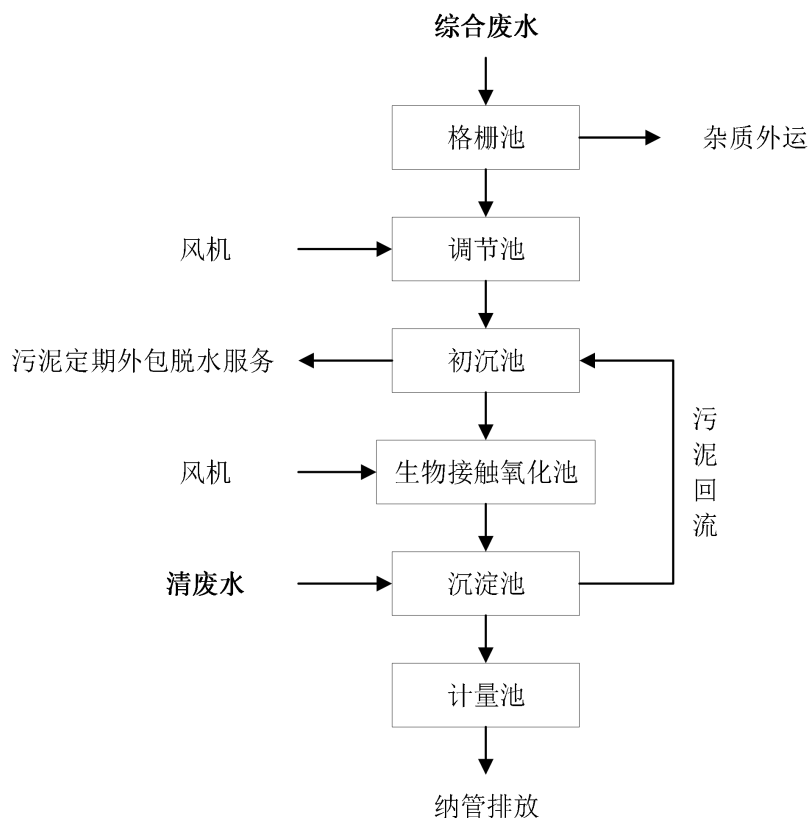 综合废水
格栅池
杂质外运
风机
调节池
污泥定期外包脱水服务
初沉池
污泥回流
风机
生物接触氧化池
清废水
沉淀池
计量池
纳管排放